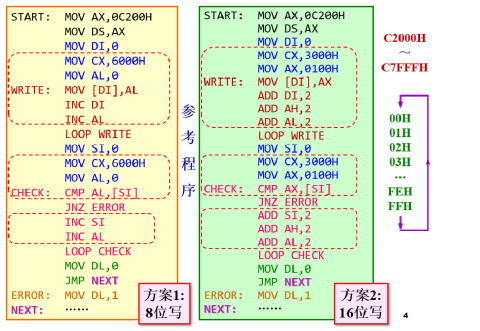 START: MOV AX,0C200H
MOV DS,AX
MOV DI,0
MOV CX,6000H
MOV AL,0
WRITE: MOV [DI],AL
INC DI
INC AL
LOOP WRITE
MOV SI,0
MOV CX,6000H
MOV AL,0
CHECK: CMP AL,[SI]
JNZ ERROR
INC SI
INC AL
LOOP CHECK
MOV DL,0
JMP NEXT
ERROR: MOV DL,1
NEXT: ……
方案1:
8位写
参考程序
START: MOV AX,0C200H
MOV DS,AX
MOV DI,0
MOV CX,3000H
MOV AX,0100H
WRITE: MOV [DI],AX
ADD DI,2
ADD AH,2
ADD AL,2
LOOP WRITE
MOV SI,0
MOV CX,3000H
MOV AX,0100H
CHECK: CMP AX,[SI]
JNZ ERROR
ADD SI,2
ADD AH,2
ADD AL,2
LOOP CHECK
MOV DL,0
JMP NEXT
ERROR: MOV DL,1
NEXT: ……
方案2:
16位写
C2000H
～
C7FFFH
00H
01H
02H
03H
…
FEH
FFH
4